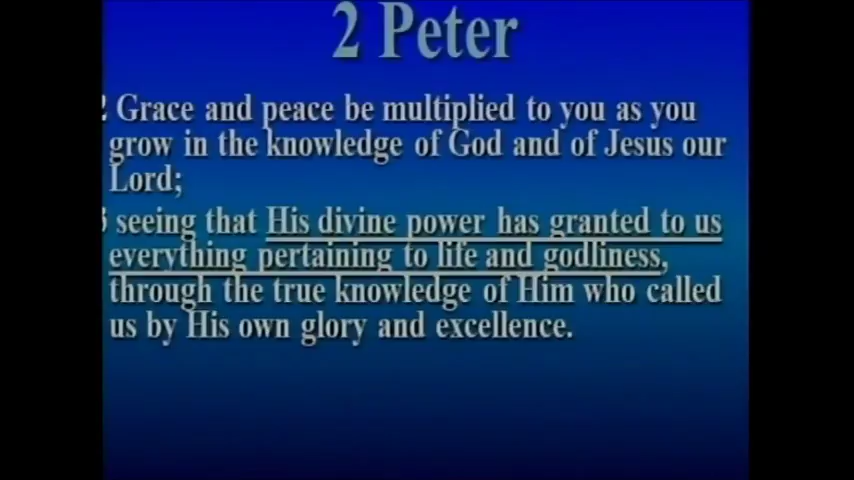 2 Peter
2 Grace and peace be multiplied to you as you
grow in the knowledge of God and of Jesus our
Lord;
3 seeing that His divine power has granted to us
everything pertaining to life and godliness,
through the true knowledge of Him who called
us by His own glory and excellence.